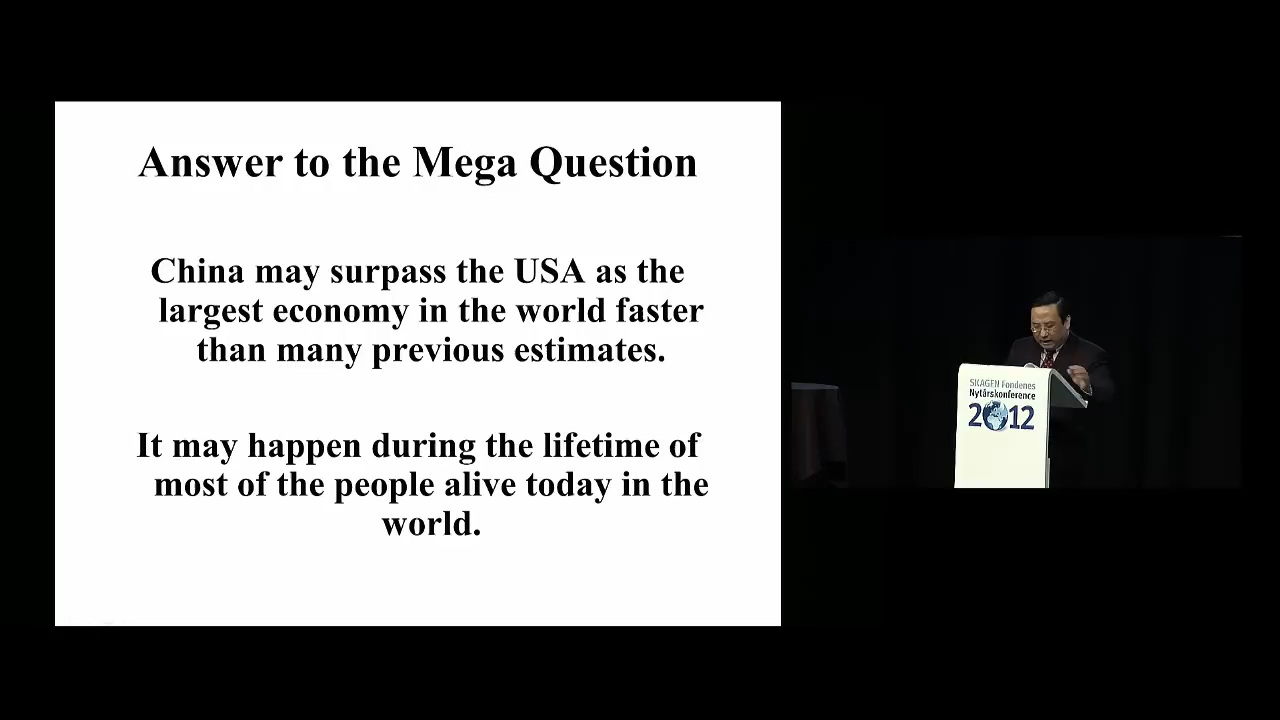 Answer to the Mega Question
China may surpass the USA as the
largest economy in the world faster
than many previous estimates.
It may happen during the lifetime of
most of the people alive today in the
world.
SKAGEN Fondenes
Nytårskonference
2012